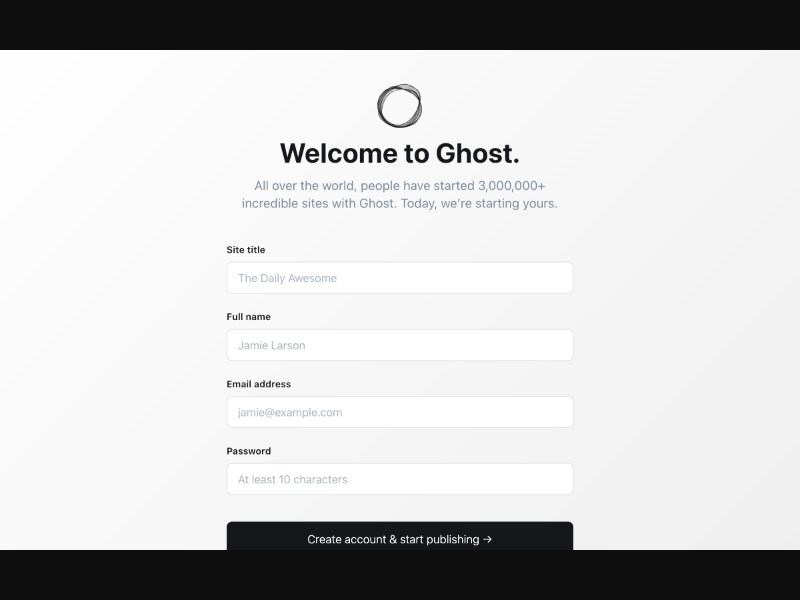 Welcome to Ghost.
All over the world, people have started 3,000,000+
incredible sites with Ghost. Today, we’re starting yours.
Site title
The Daily Awesome
Full name
Jamie Larson
Email address
jamie@example.com
Password
At least 10 characters
Create account & start publishing →